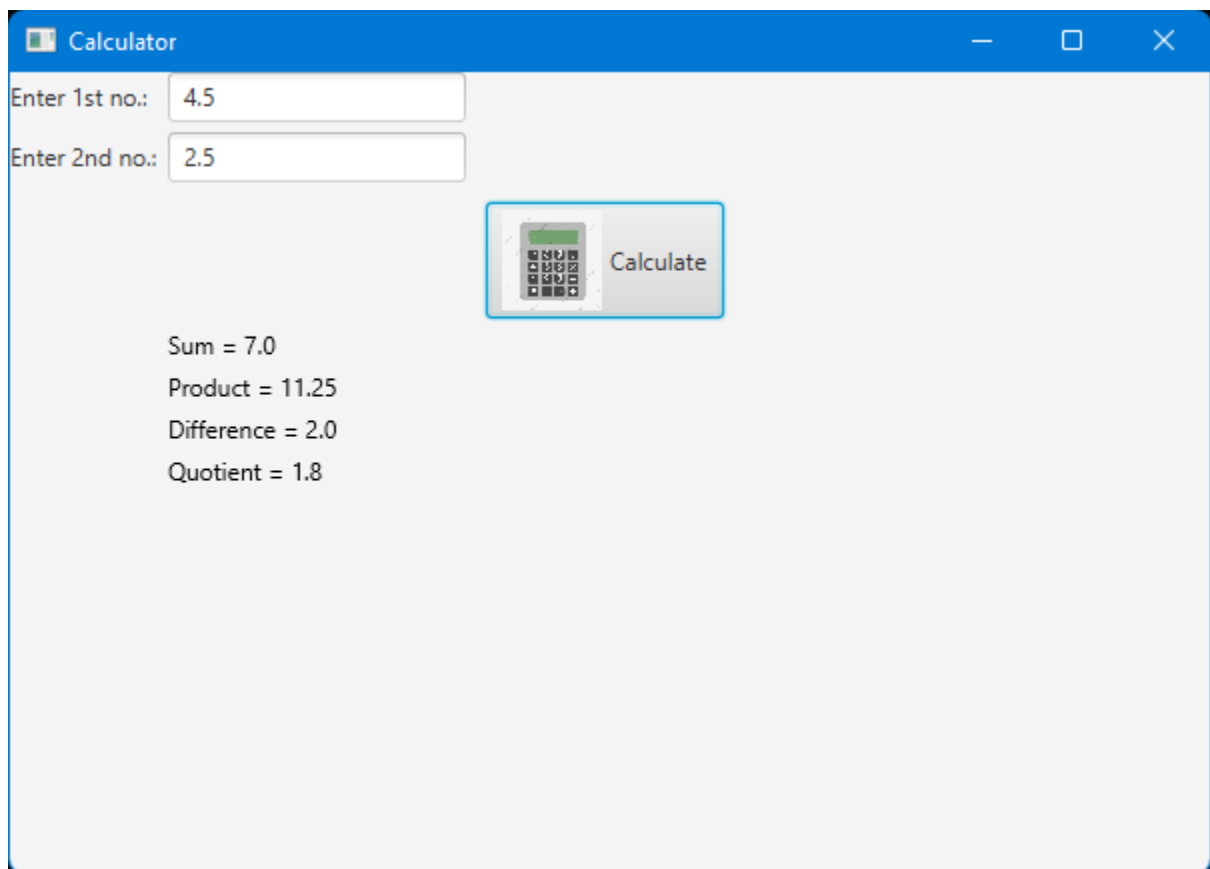 Calculator
Enter 1st no.: 4.5
Enter 2nd no.: 2.5
Calculate
Sum = 7.0
Product = 11.25
Difference = 2.0
Quotient = 1.8